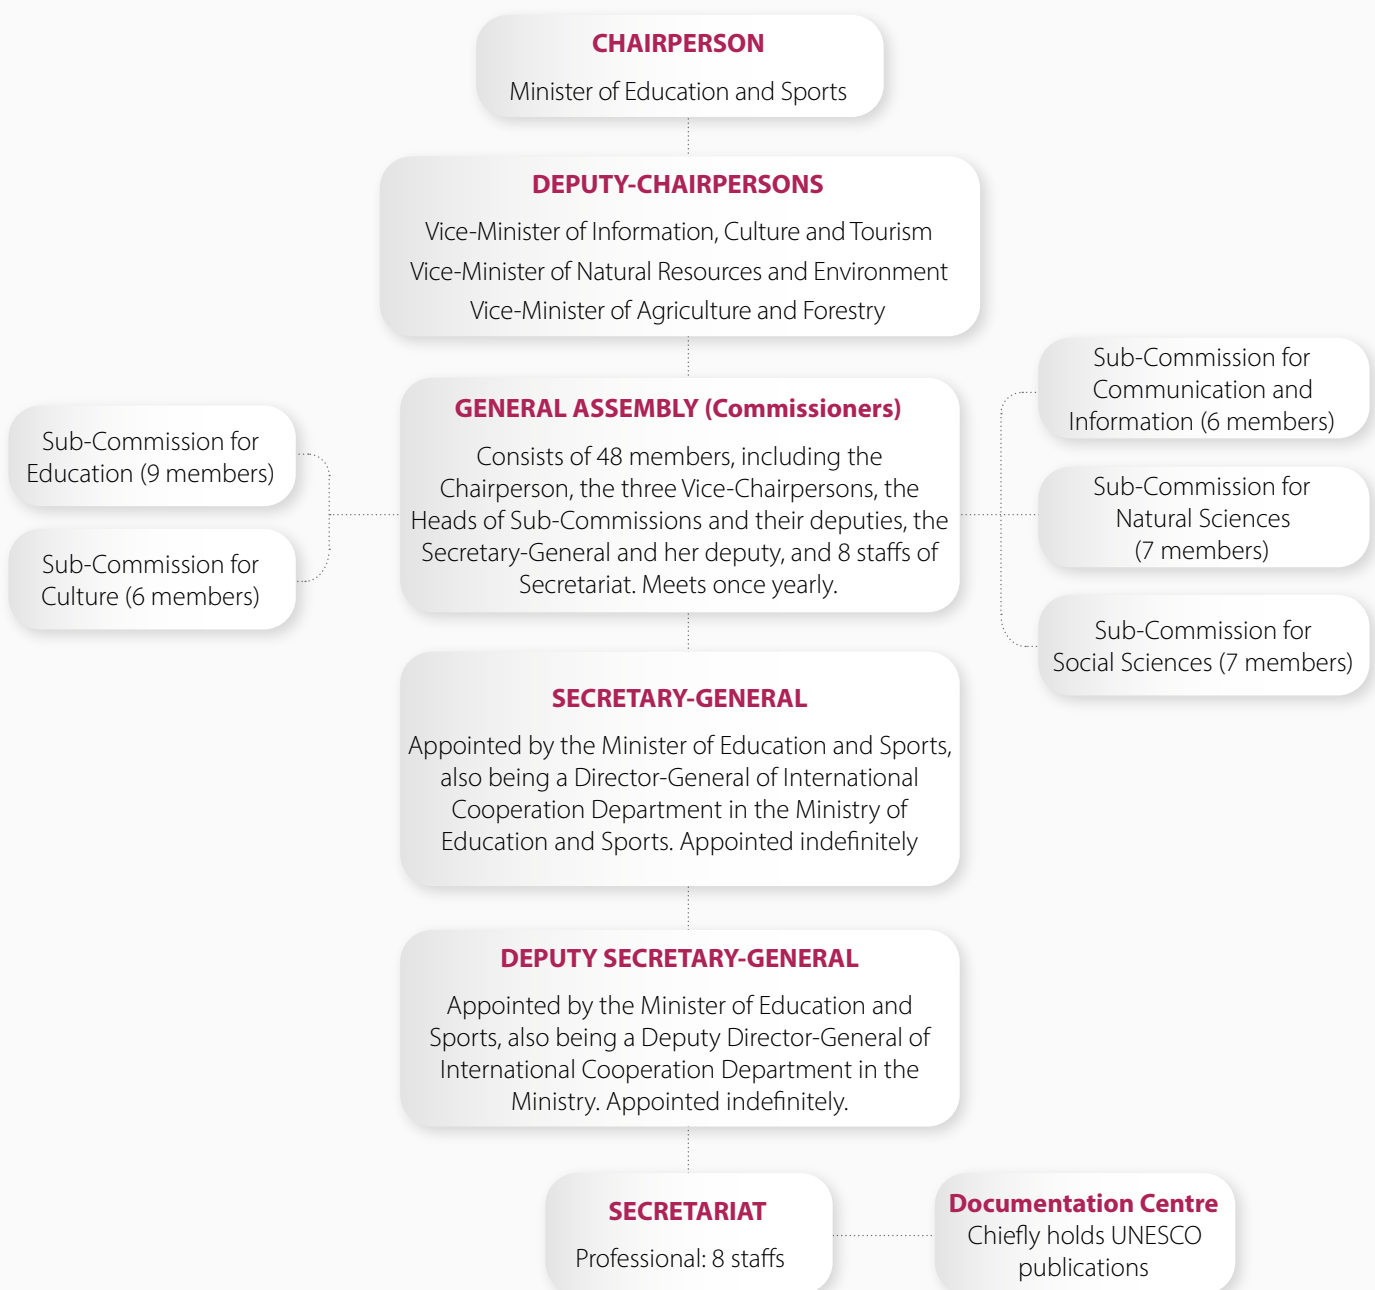 CHAIRPERSON
Minister of Education and Sports
DEPUTY-CHAIRPERSONS
Vice-Minister of Information, Culture and Tourism
Vice-Minister of Natural Resources and Environment
Vice-Minister of Agriculture and Forestry
GENERAL ASSEMBLY (Commissioners)
Consists of 48 members, including the
Chairperson, the three Vice-Chairpersons, the
Heads of Sub-Commissions and their deputies, the
Secretary-General and her deputy, and 8 staffs of
Secretariat. Meets once yearly.
Sub-Commission for
Education (9 members)
Sub-Commission for
Culture (6 members)
Sub-Commission for
Communication and
Information (6 members)
Sub-Commission for
Natural Sciences
(7 members)
Sub-Commission for
Social Sciences (7 members)
SECRETARY-GENERAL
Appointed by the Minister of Education and Sports,
also being a Director-General of International
Cooperation Department in the Ministry of
Education and Sports. Appointed indefinitely
DEPUTY SECRETARY-GENERAL
Appointed by the Minister of Education and
Sports, also being a Deputy Director-General of
International Cooperation Department in the
Ministry. Appointed indefinitely.
SECRETARIAT
Professional: 8 staffs
Documentation Centre
Chiefly holds UNESCO
publications